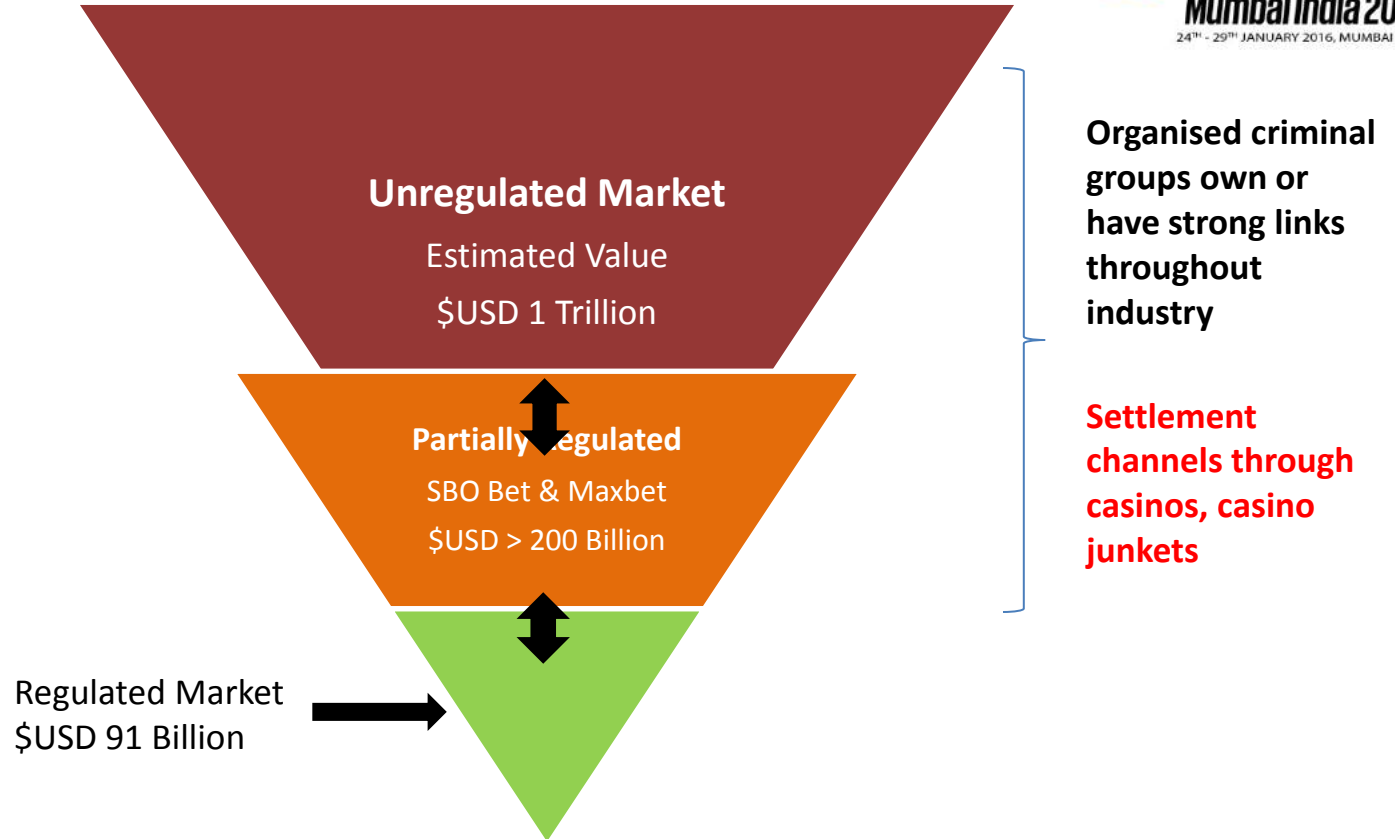 Mumbai India 20
24TH - 29TH JANUARY 2016, MUMBAI
Unregulated Market
Estimated Value
$USD 1 Trillion
Partially Regulated
SBO Bet & Maxbet
$USD > 200 Billion
Regulated Market
$USD 91 Billion
Organised criminal
groups own or
have strong links
throughout
industry
Settlement
channels through
casinos, casino
junkets